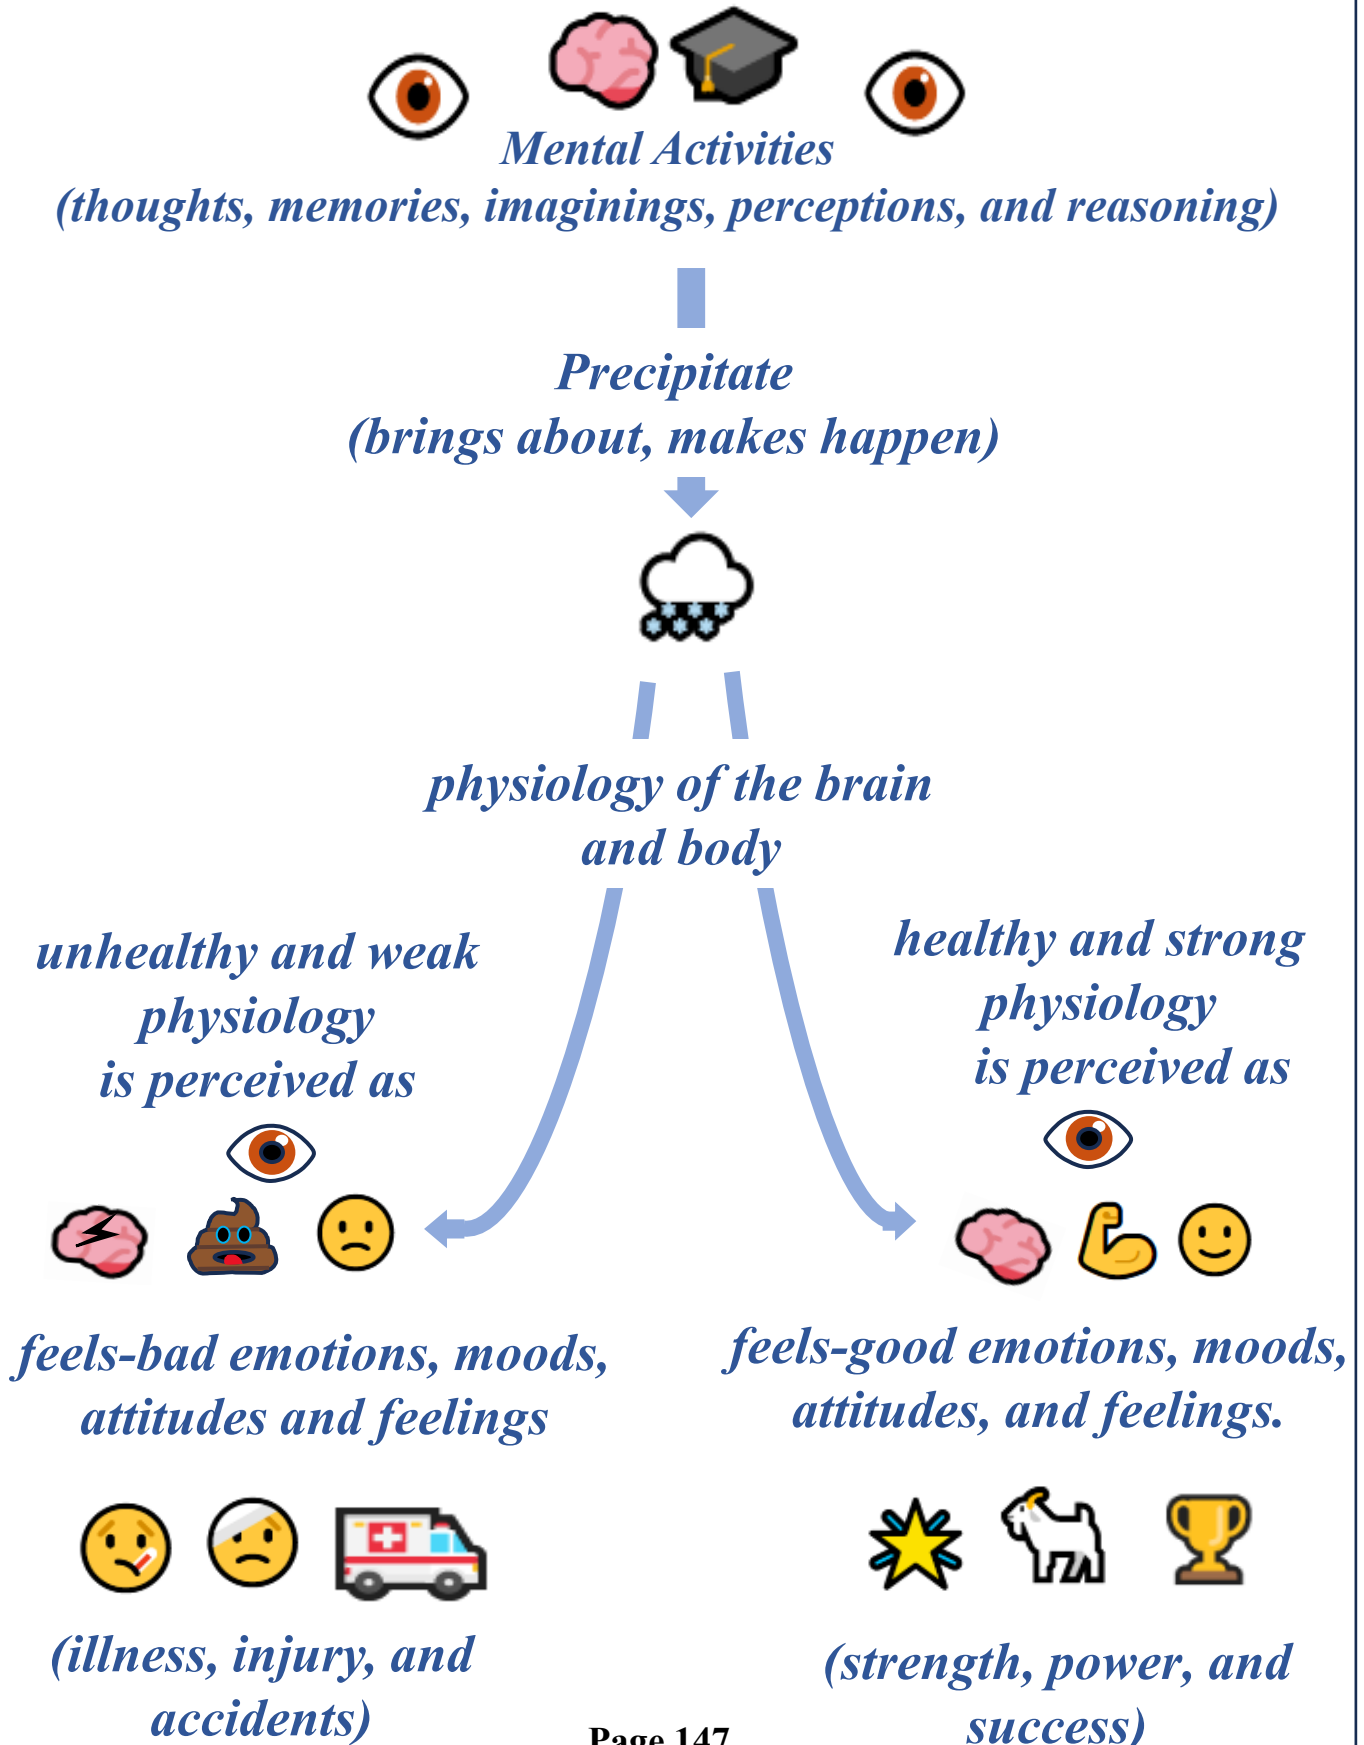 Mental Activities
(thoughts, memories, imaginings, perceptions, and reasoning)
Precipitate
(brings about, makes happen)
physiology of the brain
and body
unhealthy and weak
physiology
is perceived as
feels-bad emotions, moods,
attitudes and feelings
(illness, injury, and
accidents)
healthy and strong
physiology
is perceived as
feels-good emotions, moods,
attitudes, and feelings.
(strength, power, and
success)
Page 147